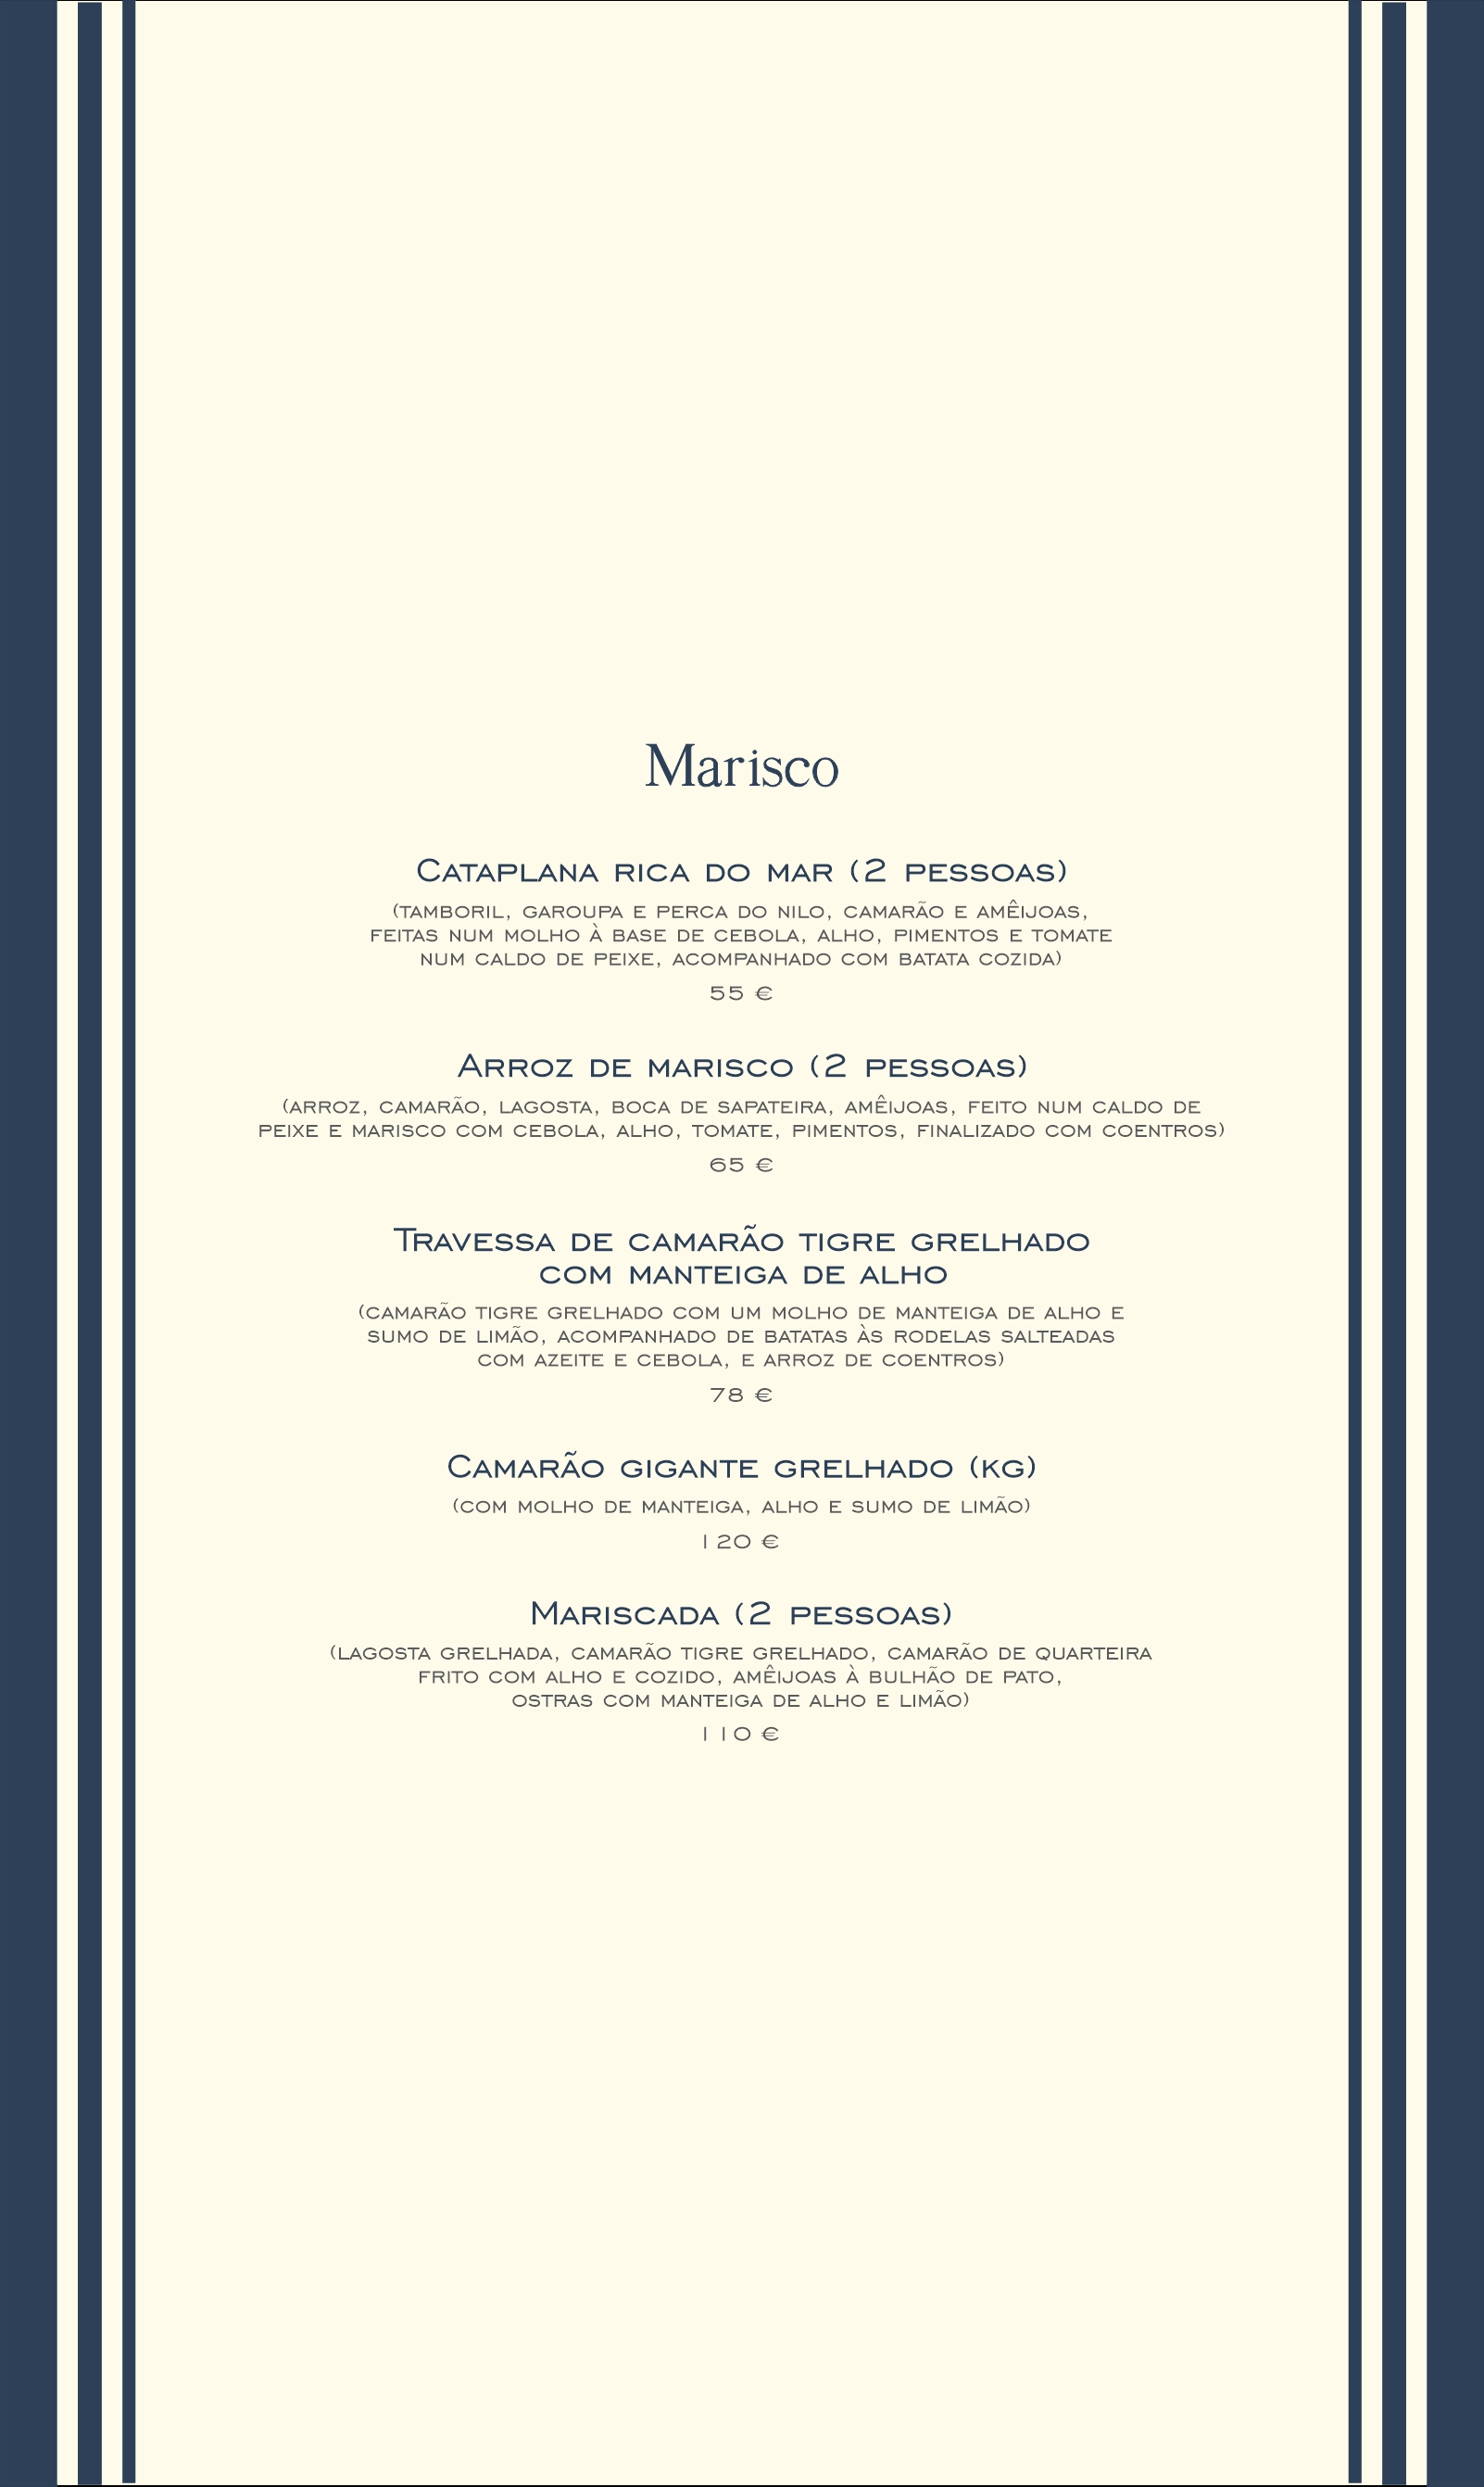 Marisco
Cataplana rica do mar (2 pessoas)
(tamboril, garoupa e perca do nilo, camarão e amêijoas,
feitas num molho à base de cebola, alho, pimentos e tomate
num caldo de peixe, acompanhado com batata cozida)
55 €
Arroz de marisco (2 pessoas)
(arroz, camarão, lagosta, boca de sapateira, amêijoas, feito num caldo de
peixe e marisco com cebola, alho, tomate, pimentos, finalizado com coentros)
65 €
Travessa de camarão tigre grelhado
com manteiga de alho
(camarão tigre grelhado com um molho de manteiga de alho e
sumo de limão, acompanhado de batatas às rodelas salteadas
com azeite e cebola, e arroz de coentros)
78 €
Camarão gigante grelhado (kg)
(com molho de manteiga, alho e sumo de limão)
120 €
Mariscada (2 pessoas)
(lagosta grelhada, camarão tigre grelhado, camarão de quarteira
frito com alho e cozido, amêijoas à bulhão de pato,
ostras com manteiga de alho e limão)
110 €